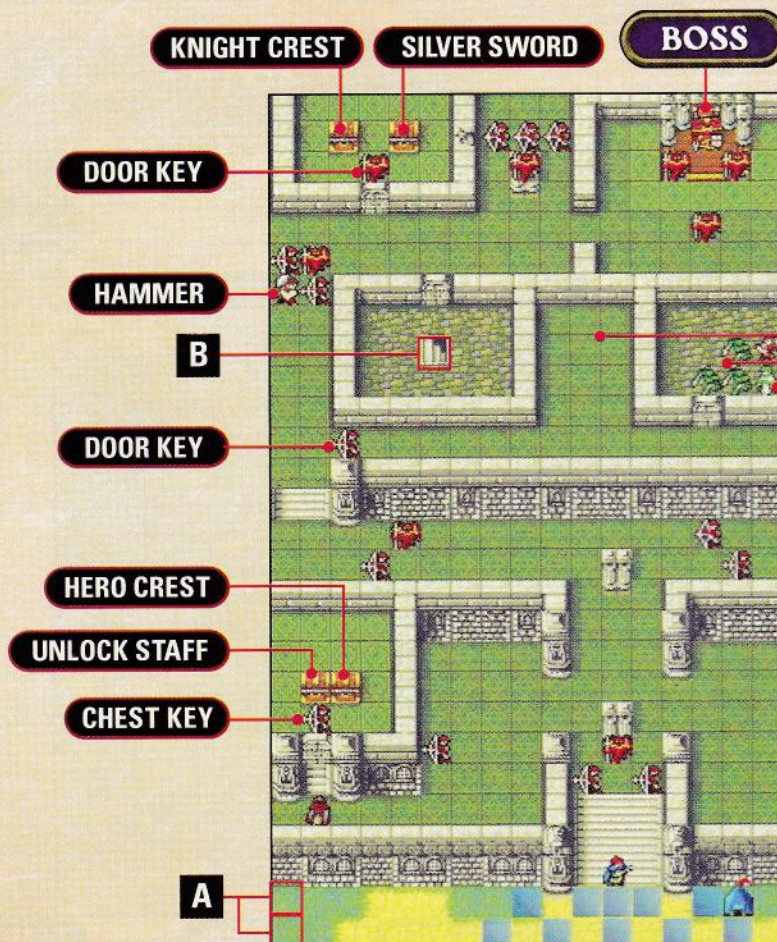 KNIGHT CREST
SILVER SWORD
BOSS
DOOR KEY
HAMMER
B
DOOR KEY
HERO CREST
UNLOCK STAFF
CHEST KEY
A